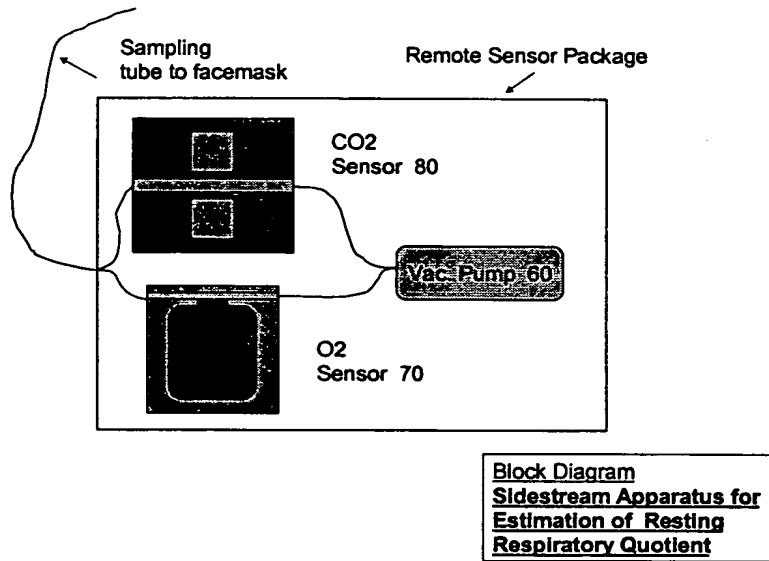 Sampling
tube to facemask
Remote Sensor Package
CO2
Sensor 80
Vac. Pump 60
O2
Sensor 70
Block Diagram
Sidestream Apparatus for
Estimation of Resting
Respiratory Quotient